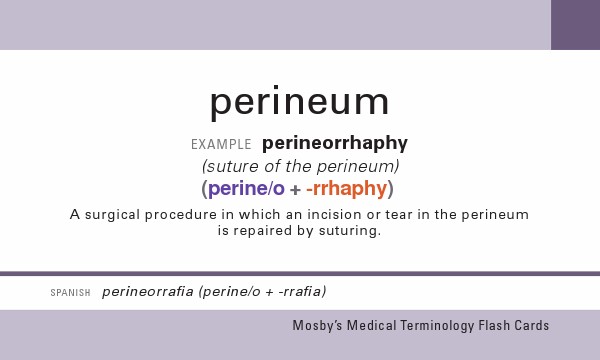 perineum
EXAMPLE perineorrhaphy
(suture of the perineum)
(perine/o + -rrhaphy)
A surgical procedure in which an incision or tear in the perineum
is repaired by suturing.
SPANISH perineorrafia (perine/o + -rrafia)
Mosby's Medical Terminology Flash Cards